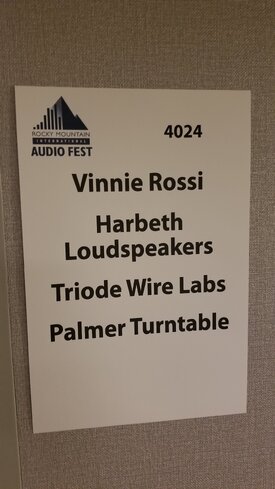 ROCKY MOUNTAIN
INTERNATIONAL
AUDIO FEST
4024
Vinnie Rossi
Harbeth
Loudspeakers
Triode Wire Labs
Palmer Turntable